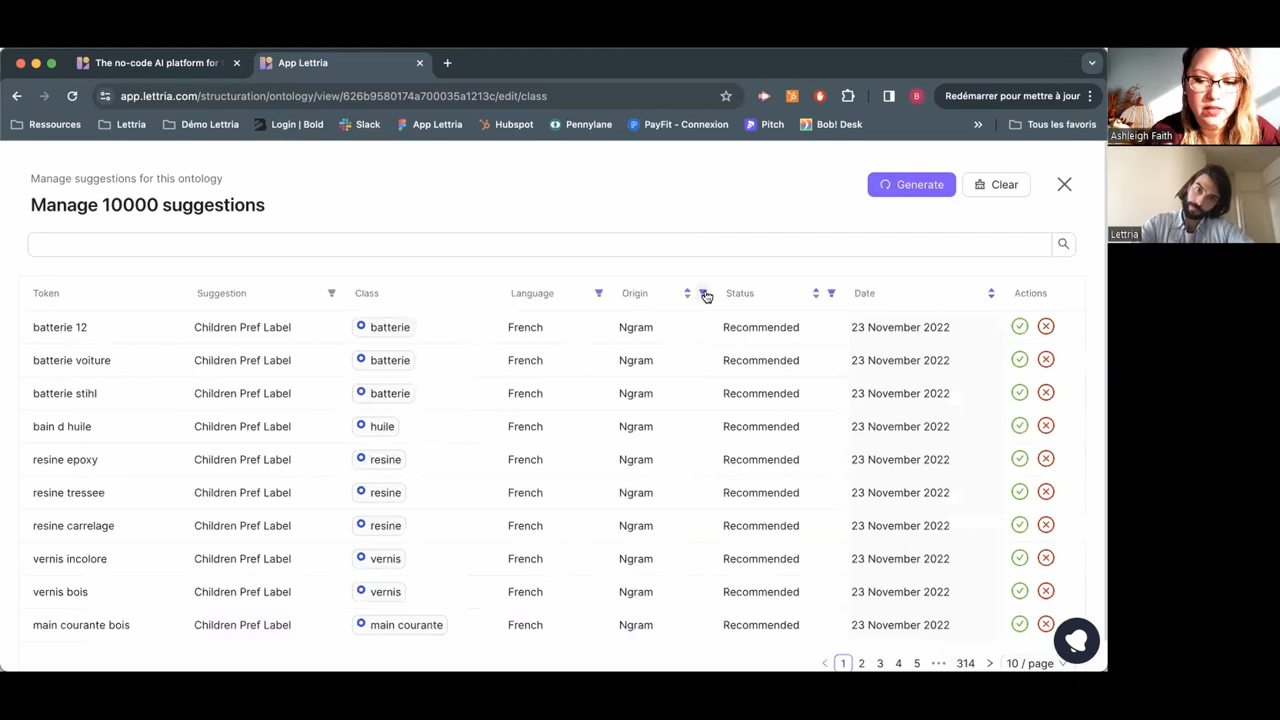 The no-code AI platform for
App Lettria
app.lettria.com/structuration/ontology/view/626b9580174a700035a1213c/edit/class
B
Redémarrer pour mettre à jour
Ressources
Lettria
Démo Lettria
Login | Bold
Slack
App Lettria
Hubspot
Pennylane
PayFit - Connexion
Pitch
Bob! Desk
Tous les favoris
Ashleigh Faith
Lettria
Manage suggestions for this ontology
Manage 10000 suggestions
Generate
Clear
Token Suggestion Class Language Origin Status Date Actions
batterie 12 Children Pref Label batterie French Ngram Recommended 23 November 2022
batterie voiture Children Pref Label batterie French Ngram Recommended 23 November 2022
batterie stihl Children Pref Label batterie French Ngram Recommended 23 November 2022
bain d huile Children Pref Label huile French Ngram Recommended 23 November 2022
resine epoxy Children Pref Label resine French Ngram Recommended 23 November 2022
resine tressee Children Pref Label resine French Ngram Recommended 23 November 2022
resine carrelage Children Pref Label resine French Ngram Recommended 23 November 2022
vernis incolore Children Pref Label vernis French Ngram Recommended 23 November 2022
vernis bois Children Pref Label vernis French Ngram Recommended 23 November 2022
main courante bois Children Pref Label main courante French Ngram Recommended 23 November 2022
1 2 3 4 5 ••• 314 10 / page